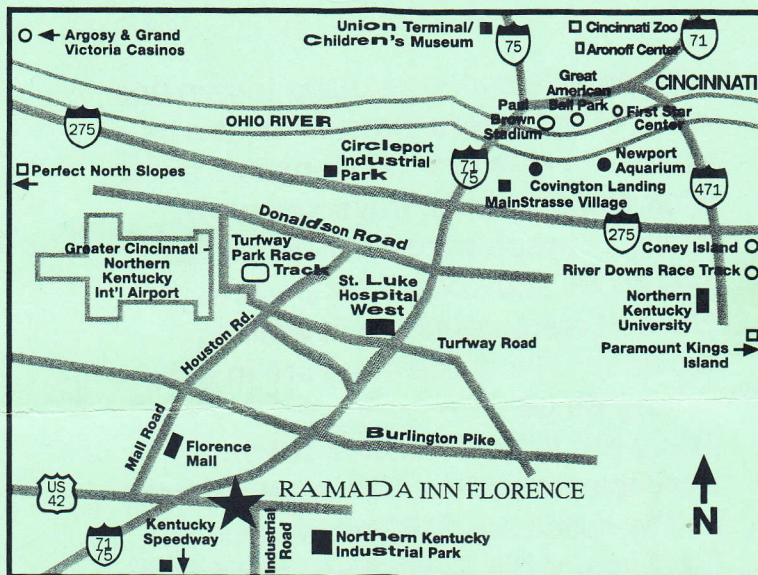 Argosy & Grand
Victoria Casinos
Union Terminal/
Children's Museum
75
Cincinnati Zoo
Aronoff Center
71
Great
American
Ball Park
CINCINNATI
275
OHIO RIVER
Paul
Brown
Stadium
First Star
Center
Perfect North Slopes
Circleport
Industrial
Park
71
75
Newport
Aquarium
Covington Landing
MainStrasse Village
471
Donaldson Road
275
Coney Island
River Downs Race Track
Greater Cincinnati
Northern
Kentucky
Int'l Airport
Turfway
Park Race
Track
St. Luke
Hospital
West
Northern
Kentucky
University
Houston Rd.
Turfway Road
Paramount Kings
Island
Mall Road
Florence
Mall
Burlington Pike
US
42
RAMADA INN FLORENCE
N
71
75
Kentucky
Speedway
Industrial
Road
Northern Kentucky
Industrial Park